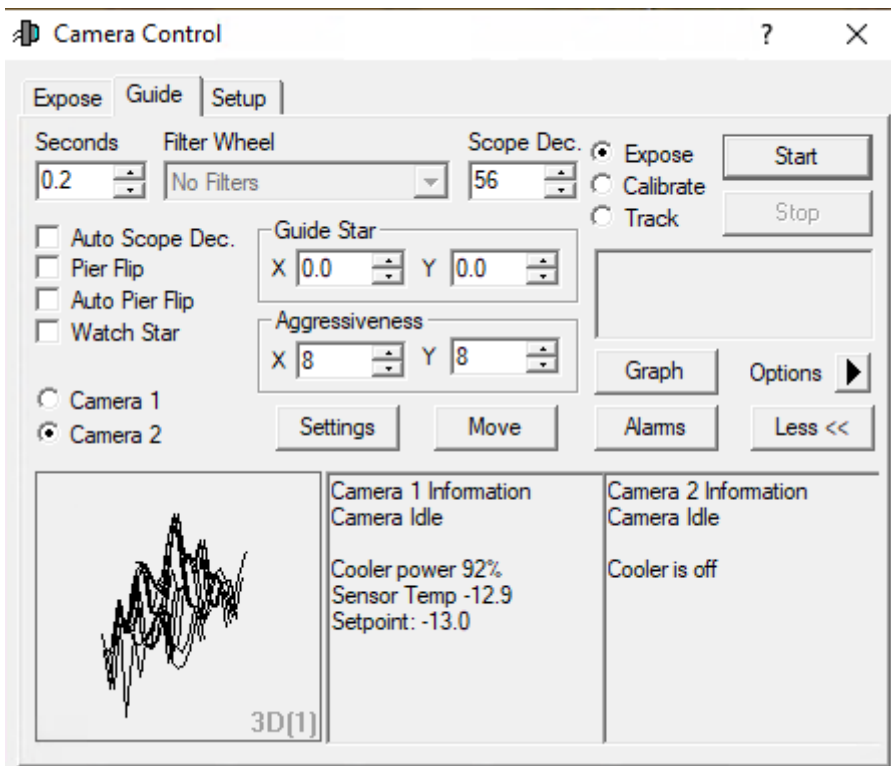 Camera Control
?
Expose Guide Setup
Seconds Filter Wheel Scope Dec.
0.2 No Filters 56
Expose
Calibrate
Track
Start
Stop
Auto Scope Dec.
Pier Flip
Auto Pier Flip
Watch Star
Guide Star
X 0.0 Y 0.0
Aggressiveness
X 8 Y 8
Graph Options
Camera 1
Camera 2
Settings Move Alarms Less <<
Camera 1 Information
Camera Idle
Cooler power 92%
Sensor Temp -12.9
Setpoint: -13.0
Camera 2 Information
Camera Idle
Cooler is off
3D(1)